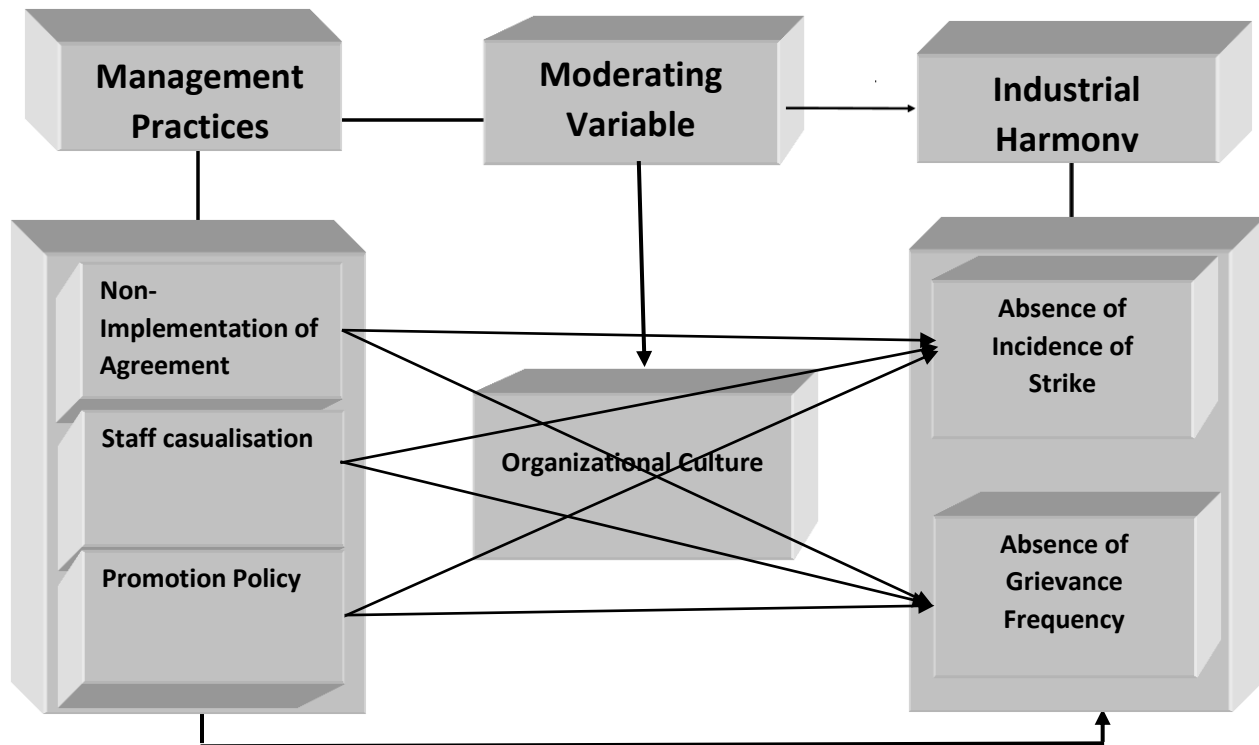 Management
Practices
Moderating
Variable
Industrial
Harmony
Non-
Implementation of
Agreement
Staff casualisation
Promotion Policy
Organizational Culture
Absence of
Incidence of
Strike
Absence of
Grievance
Frequency